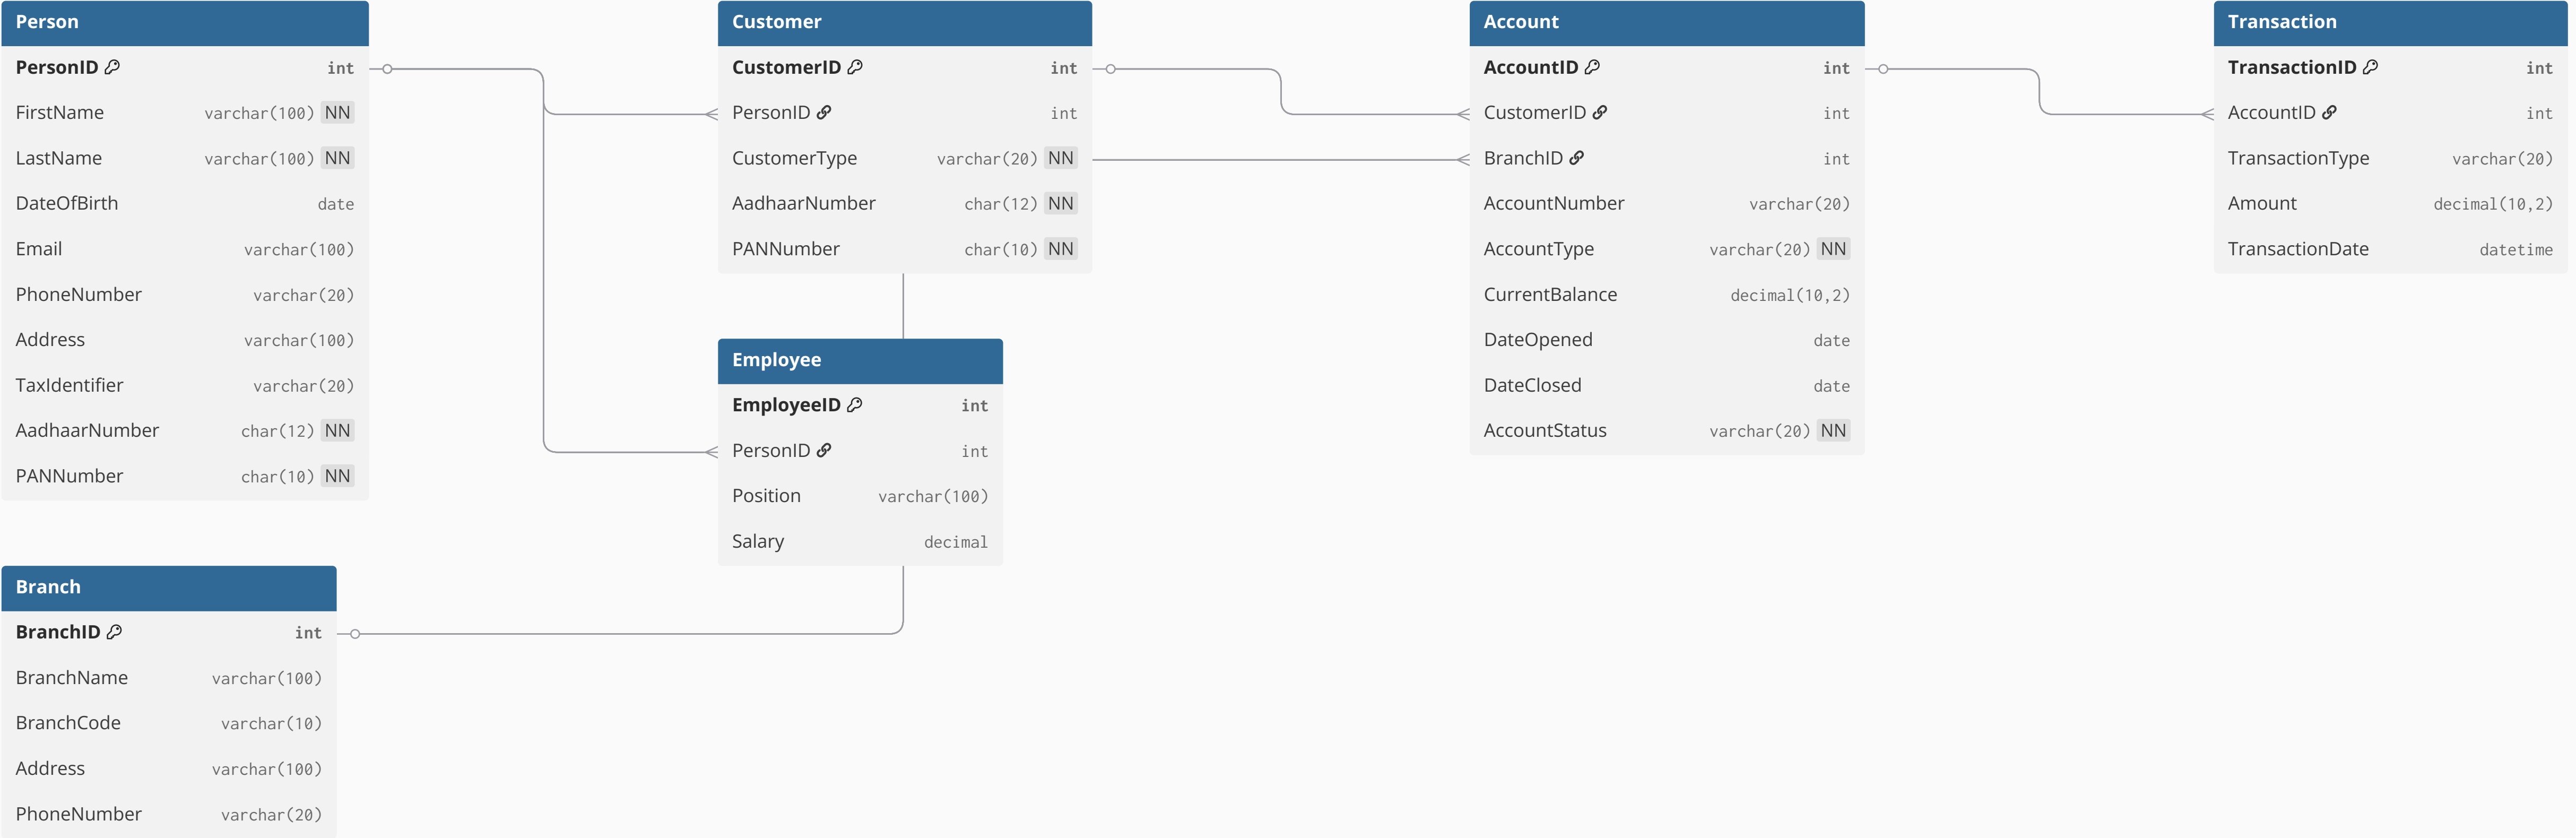 Person
PersonID int
FirstName varchar(100) NN
LastName varchar(100) NN
DateOfBirth date
Email varchar(100)
PhoneNumber varchar(20)
Address varchar(100)
TaxIdentifier varchar(20)
AadhaarNumber char(12) NN
PANNumber char(10) NN
Customer
CustomerID int
PersonID int
CustomerType varchar(20) NN
AadhaarNumber char(12) NN
PANNumber char(10) NN
Account
AccountID int
CustomerID int
BranchID int
AccountNumber varchar(20)
AccountType varchar(20) NN
CurrentBalance decimal(10,2)
DateOpened date
DateClosed date
AccountStatus varchar(20) NN
Transaction
TransactionID int
AccountID int
TransactionType varchar(20)
Amount decimal(10,2)
TransactionDate datetime
Employee
EmployeeID int
PersonID int
Position varchar(100)
Salary decimal
Branch
BranchID int
BranchName varchar(100)
BranchCode varchar(10)
Address varchar(100)
PhoneNumber varchar(20)